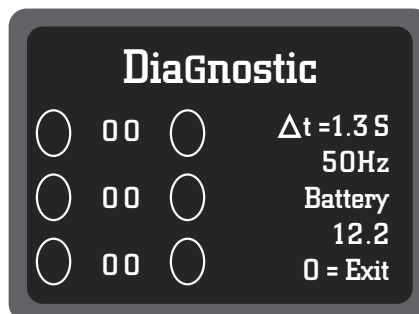 DiaGnostic
00
00
00
Δt =1.3 S
50Hz
Battery
12.2
0 = Exit